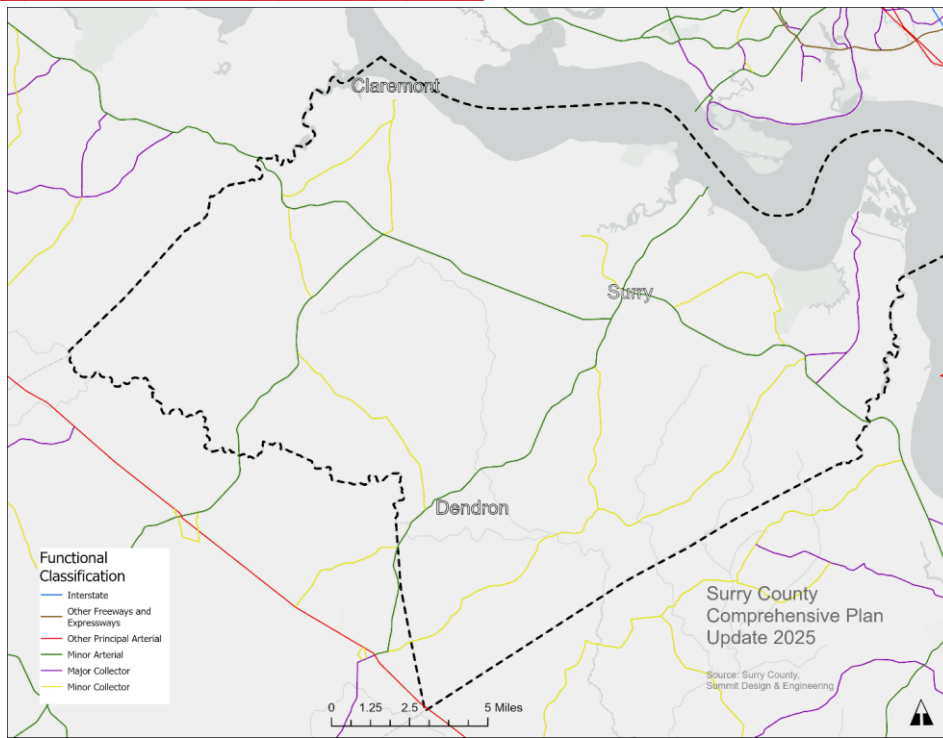 Claremont
Surry
Dendron
Functional
Classification
Interstate
Other Freeways and
Expressways
Other Principal Arterial
Minor Arterial
Major Collector
Minor Collector
Surry County
Comprehensive Plan
Update 2025
Source: Surry County,
Summit Design & Engineering
0 1.25 2.5 5 Miles